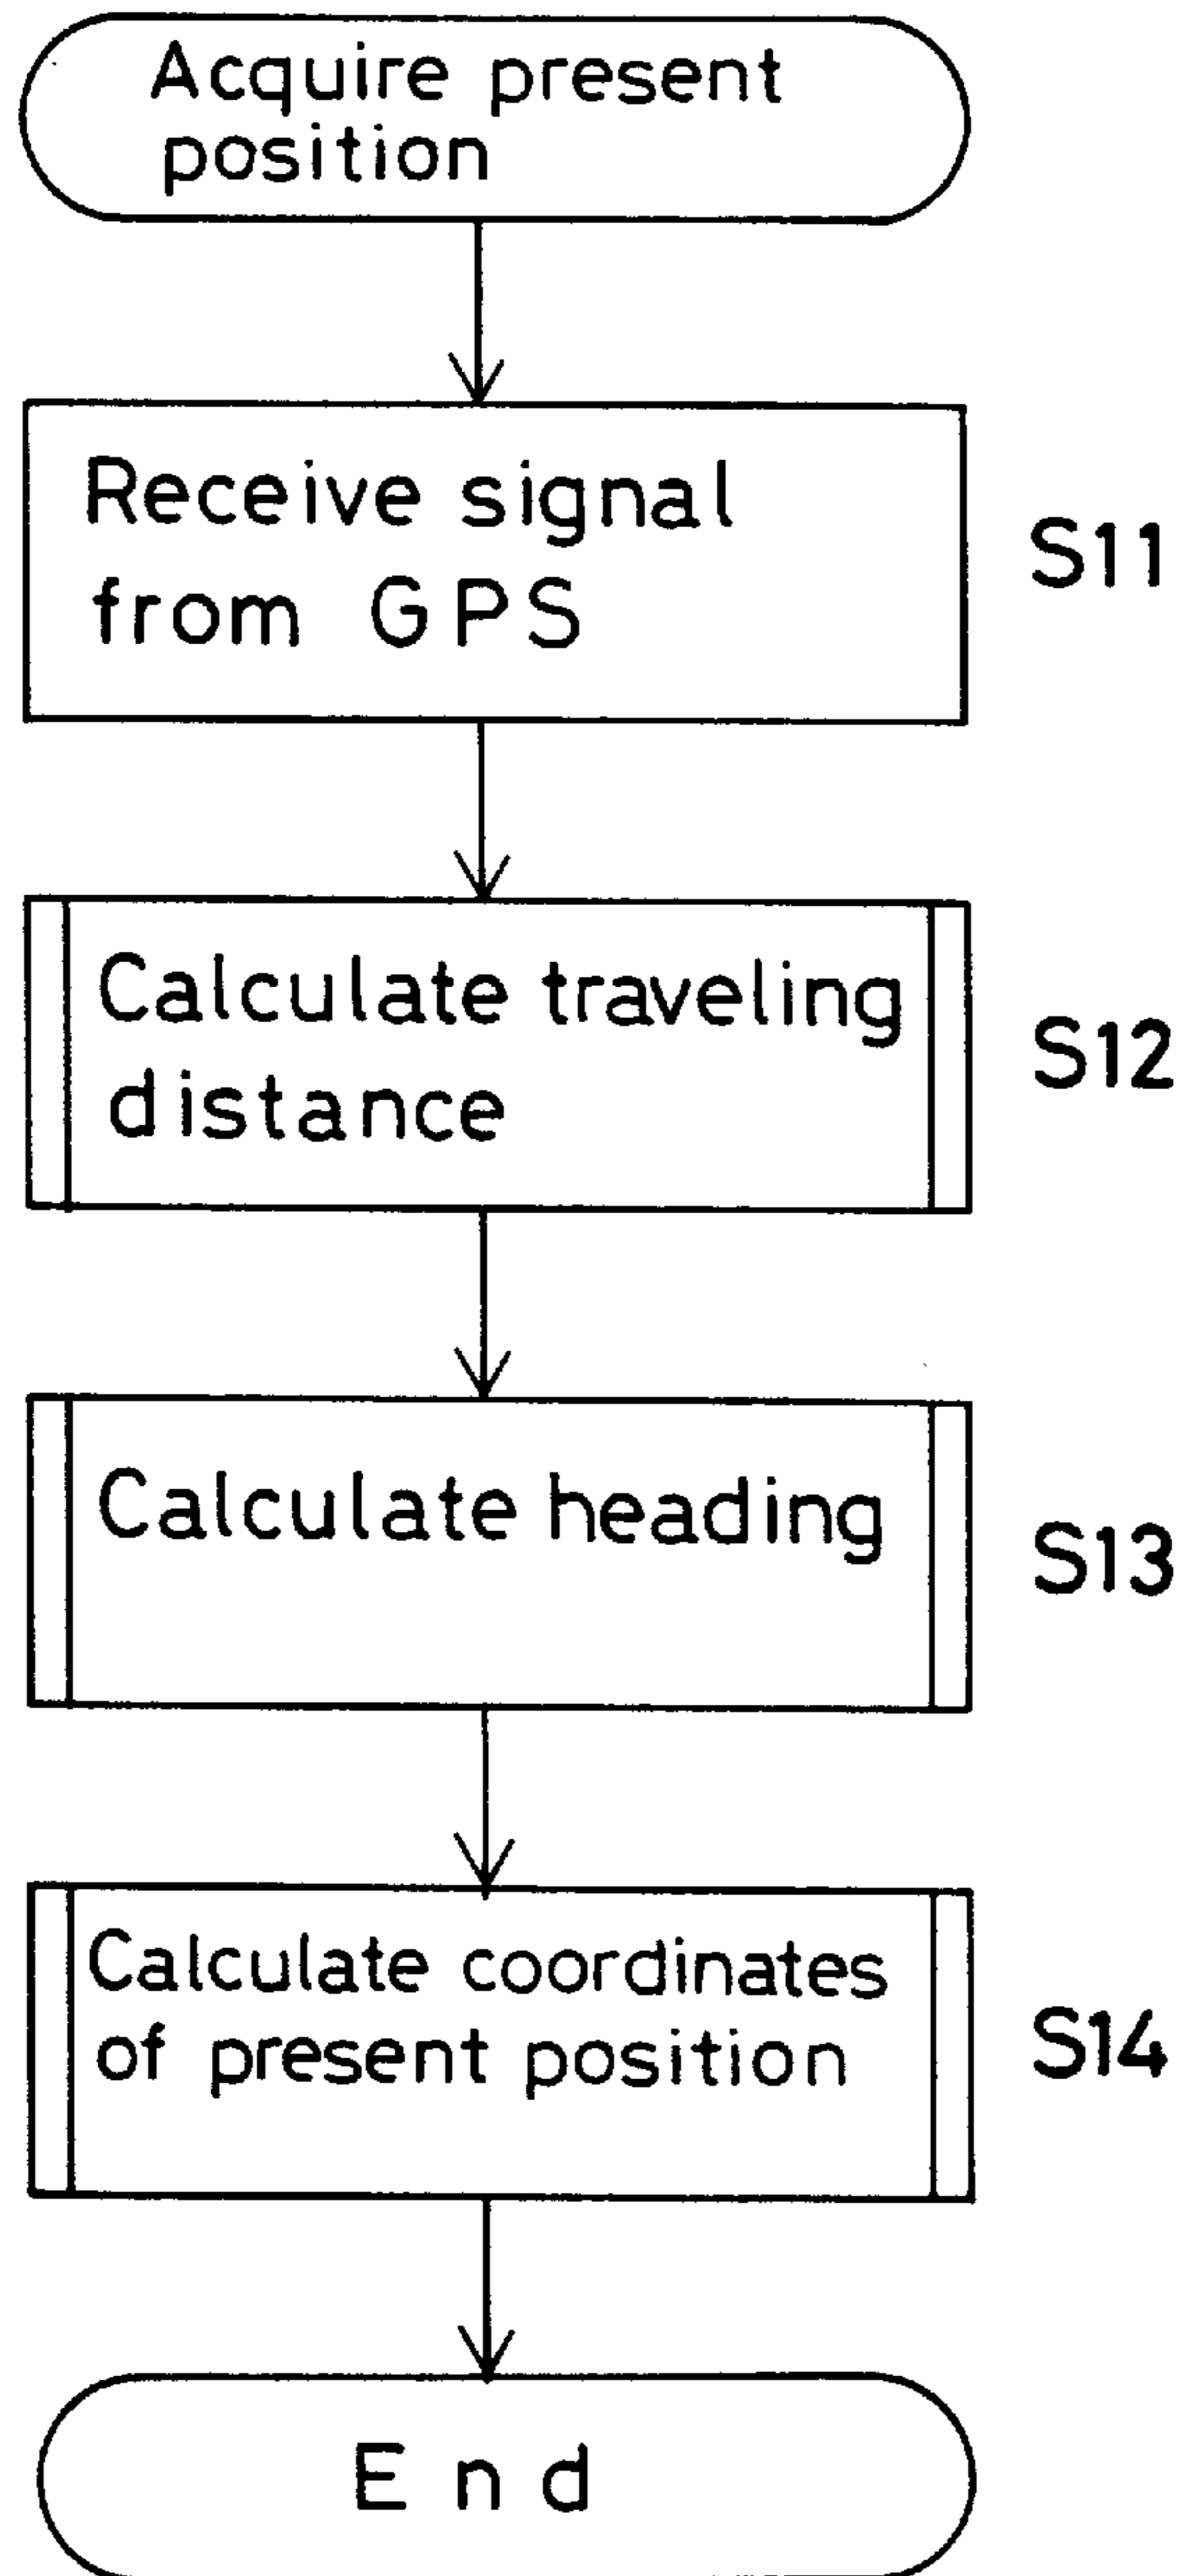 Acquire present
position
Receive signal
from GPS
S11
Calculate traveling
distance
S12
Calculate heading
S13
Calculate coordinates
of present position
S14
End